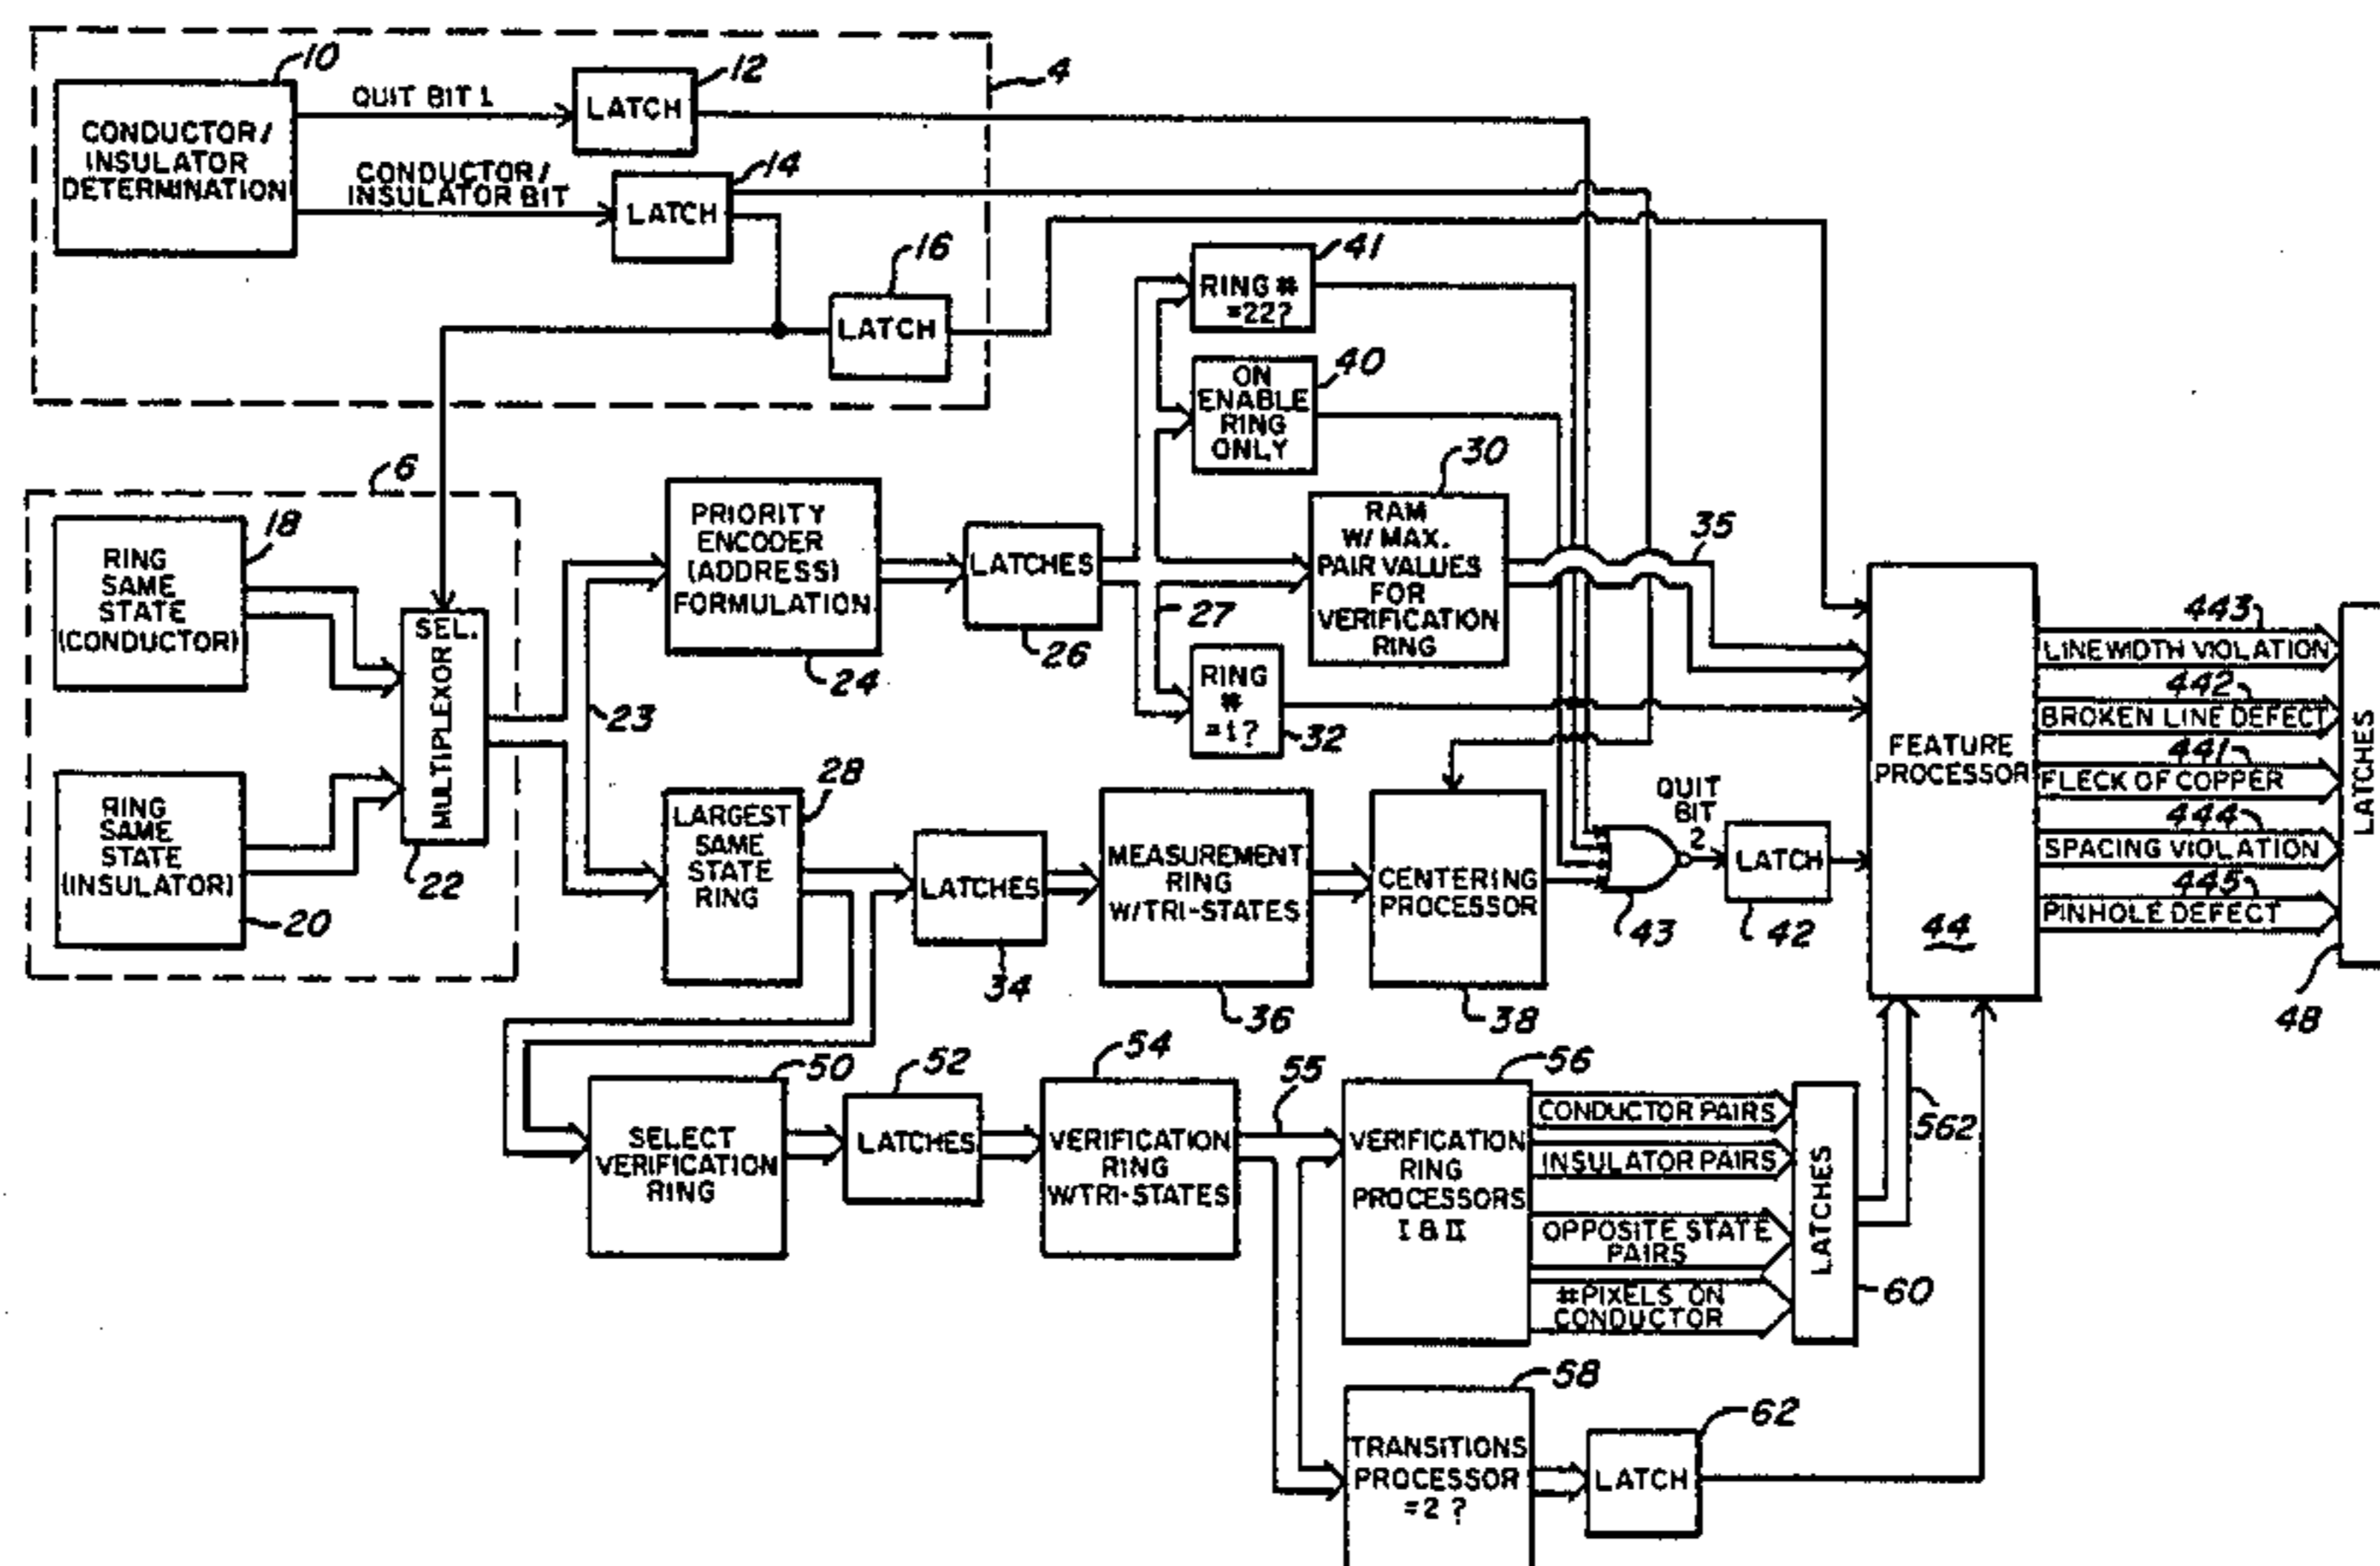 10
QUIT BIT 1
12
LATCH
4
CONDUCTOR/
INSULATOR
DETERMINATION
CONDUCTOR/
INSULATOR BIT
14
LATCH
16
LATCH
41
RING #
=22?
40
ON
ENABLE
RING
ONLY
6
18
RING
SAME
STATE
(CONDUCTOR)
RING
SAME
STATE
(INSULATOR)
20
SEL.
MULTIPLEXOR
22
23
PRIORITY
ENCODER
(ADDRESS)
FORMULATION
24
LATCHES
26
27
30
RAM
W/ MAX.
PAIR VALUES
FOR
VERIFICATION
RING
35
RING
#
=1?
32
28
LARGEST
SAME
STATE
RING
LATCHES
34
MEASUREMENT
RING
W/TRI-STATES
36
CENTERING
PROCESSOR
38
43
QUIT
BIT
2
LATCH
42
FEATURE
PROCESSOR
44
443
LINEWIDTH VIOLATION
442
BROKEN LINE DEFECT
441
FLECK OF COPPER
444
SPACING VIOLATION
445
PINHOLE DEFECT
LATCHES
48
50
SELECT
VERIFICATION
RING
52
LATCHES
54
VERIFICATION
RING
W/TRI-STATES
55
56
VERIFICATION
RING
PROCESSORS
I & II
CONDUCTOR PAIRS
INSULATOR PAIRS
OPPOSITE STATE
PAIRS
#PIXELS ON
CONDUCTOR
LATCHES
60
562
58
TRANSITIONS
PROCESSOR
=2 ?
62
LATCH